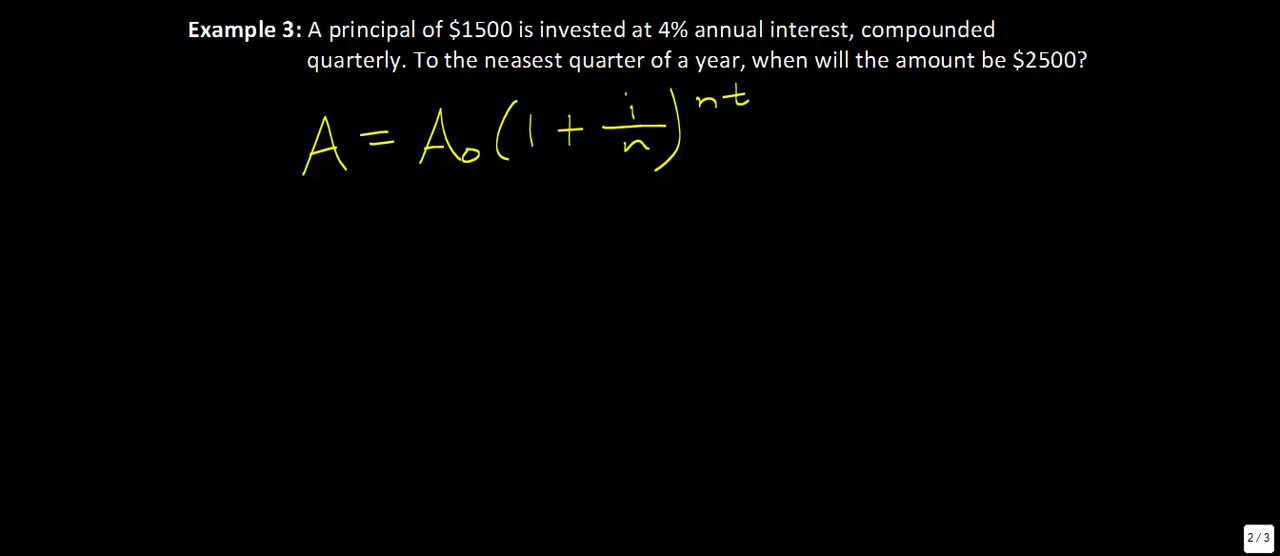 Example 3: A principal of $1500 is invested at 4% annual interest, compounded
quarterly. To the neasest quarter of a year, when will the amount be $2500?
A = A₀(1 + i/n)^nt
2/3